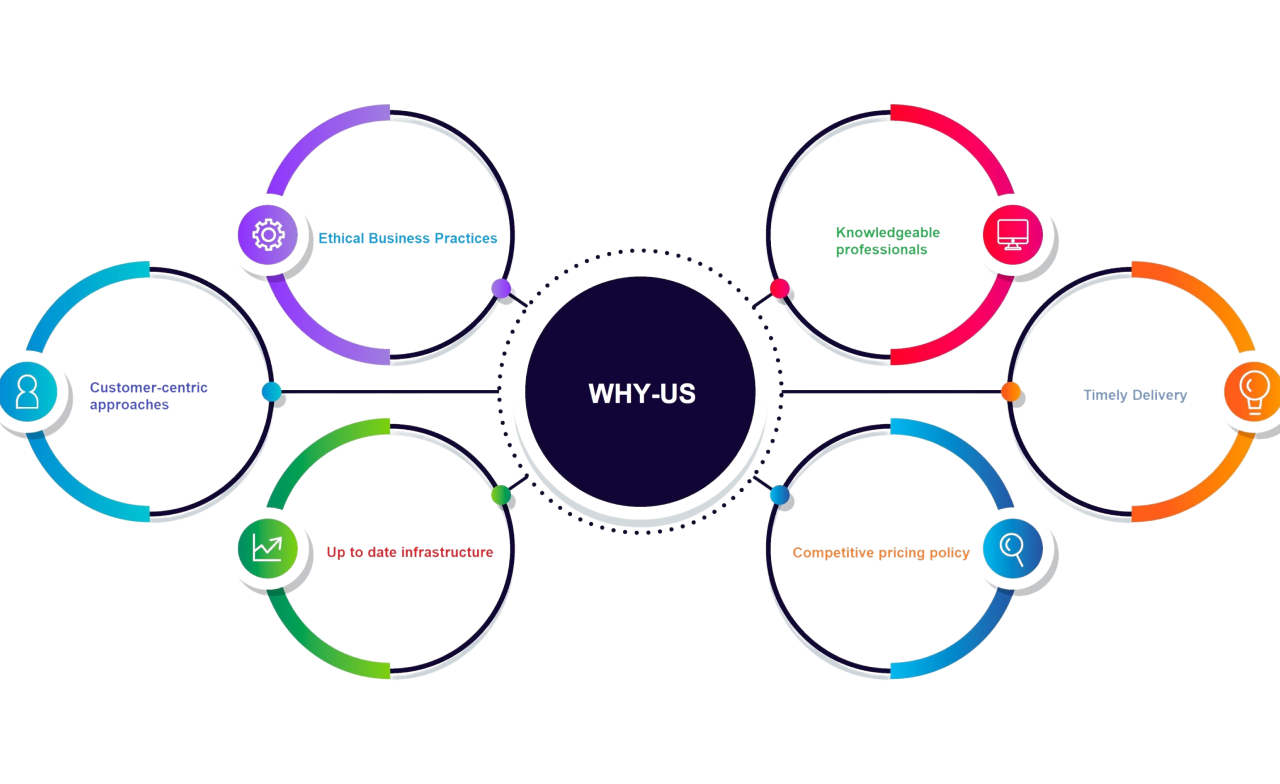 Ethical Business Practices
Knowledgeable
professionals
Customer-centric
approaches
WHY-US
Timely Delivery
Up to date infrastructure
Competitive pricing policy